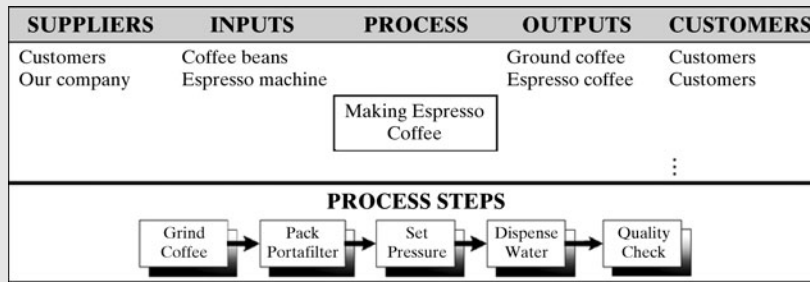 SUPPLIERS INPUTS PROCESS OUTPUTS CUSTOMERS
Customers Coffee beans Ground coffee Customers
Our company Espresso machine Espresso coffee Customers
Making Espresso
Coffee
⋮
PROCESS STEPS
Grind Pack Set Dispense Quality
Coffee Portafilter Pressure Water Check